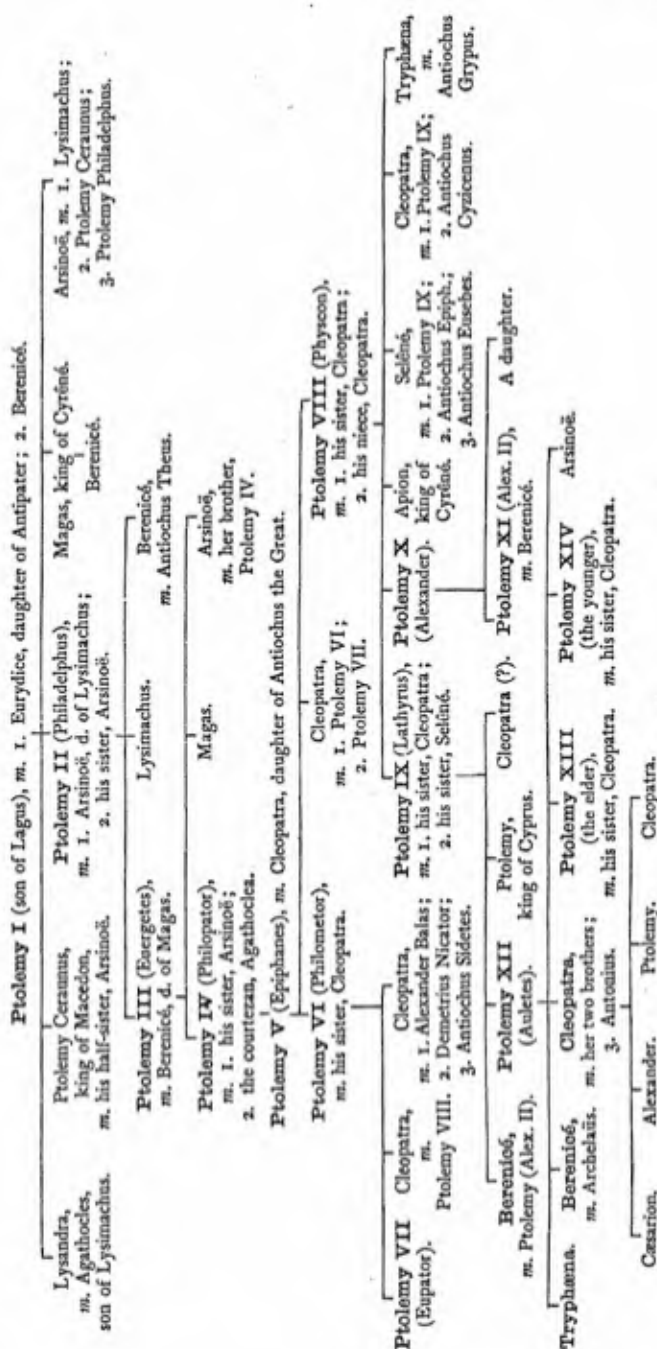 Ptolemy I (son of Lagus), m. 1. Eurydice, daughter of Antipater; 2. Berenicé.
Lysandra,
m. Agathocles,
son of Lysimachus.
Ptolemy Ceraunus,
king of Macedon,
m. his half-sister, Arsinoë.
Ptolemy II (Philadelphus),
m. 1. Arsinoë, d. of Lysimachus;
2. his sister, Arsinoë.
Magas, king of Cyréné.
Berenicé.
Arsinoë, m. 1. Lysimachus;
2. Ptolemy Ceraunus;
3. Ptolemy Philadelphus.
Ptolemy III (Euergetes),
m. Berenicé, d. of Magas.
Lysimachus.
Berenicé,
m. Antiochus Theus.
Ptolemy IV (Philopator),
m. 1. his sister, Arsinoë;
2. the courtezan, Agathoclea.
Magas.
Arsinoë,
m. her brother,
Ptolemy IV.
Ptolemy V (Epiphanes), m. Cleopatra, daughter of Antiochus the Great.
Ptolemy VI (Philometor),
m. his sister, Cleopatra.
Cleopatra,
m. 1. Ptolemy VI;
2. Ptolemy VII.
Ptolemy VIII (Physcon),
m. 1. his sister, Cleopatra;
2. his niece, Cleopatra.
Ptolemy VII
(Eupator).
Cleopatra,
m.
Ptolemy VIII.
Cleopatra,
m. 1. Alexander Balas;
2. Demetrius Nicator;
3. Antiochus Sidetes.
Ptolemy IX (Lathyrus),
m. 1. his sister, Cleopatra;
2. his sister, Seléné.
Ptolemy X
(Alexander).
Apion,
king of
Cyréné.
Seléné,
m. 1. Ptolemy IX;
2. Antiochus Epiph.;
3. Antiochus Eusebes.
Cleopatra,
m. 1. Ptolemy IX;
2. Antiochus
Cyzicenus.
Tryphæna,
m.
Antiochus
Grypus.
Berenicé,
m. Ptolemy (Alex. II).
Ptolemy XII
(Auletes).
Ptolemy,
king of Cyprus.
Cleopatra (?).
Ptolemy XI (Alex. II),
m. Berenicé.
A daughter.
Tryphæna.
Berenicé,
m. Archelaüs.
Cleopatra,
m. her two brothers;
3. Antonius.
Ptolemy XIII
(the elder),
m. his sister, Cleopatra.
Ptolemy XIV
(the younger),
m. his sister, Cleopatra.
Arsinoë.
Cæsarion.
Alexander.
Ptolemy.
Cleopatra.